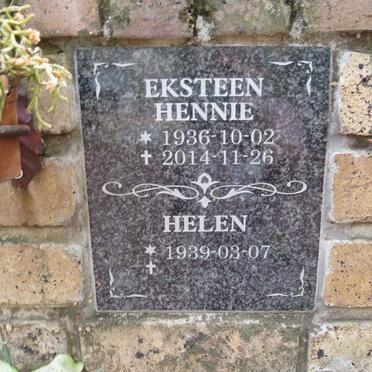 EKSTEEN
HENNIE
* 1936-10-02
✝ 2014-11-26
HELEN
* 1939-03-07
✝